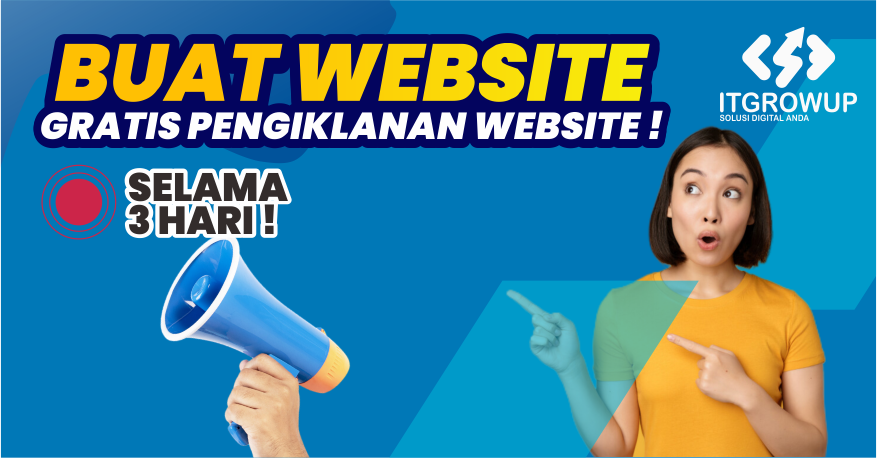 BUAT WEBSITE
GRATIS PENGIKLANAN WEBSITE !
ITGROWUP
SOLUSI DIGITAL ANDA
SELAMA
3 HARI !